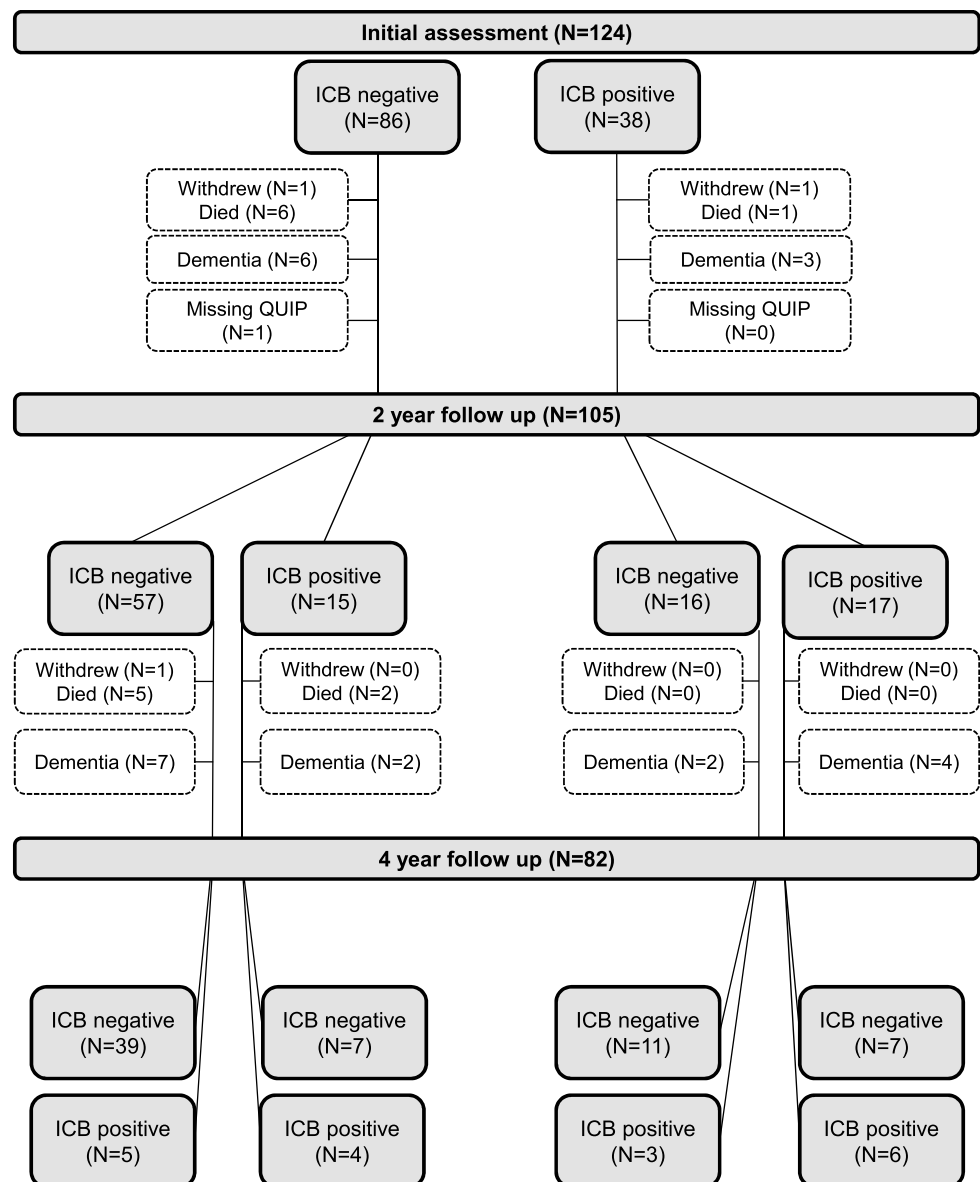 Initial assessment (N=124)
ICB negative
(N=86)
ICB positive
(N=38)
Withdrew (N=1)
Died (N=6)
Withdrew (N=1)
Died (N=1)
Dementia (N=6)
Dementia (N=3)
Missing QUIP
(N=1)
Missing QUIP
(N=0)
2 year follow up (N=105)
ICB negative
(N=57)
ICB positive
(N=15)
ICB negative
(N=16)
ICB positive
(N=17)
Withdrew (N=1)
Died (N=5)
Withdrew (N=0)
Died (N=2)
Withdrew (N=0)
Died (N=0)
Withdrew (N=0)
Died (N=0)
Dementia (N=7)
Dementia (N=2)
Dementia (N=2)
Dementia (N=4)
4 year follow up (N=82)
ICB negative
(N=39)
ICB negative
(N=7)
ICB negative
(N=11)
ICB negative
(N=7)
ICB positive
(N=5)
ICB positive
(N=4)
ICB positive
(N=3)
ICB positive
(N=6)